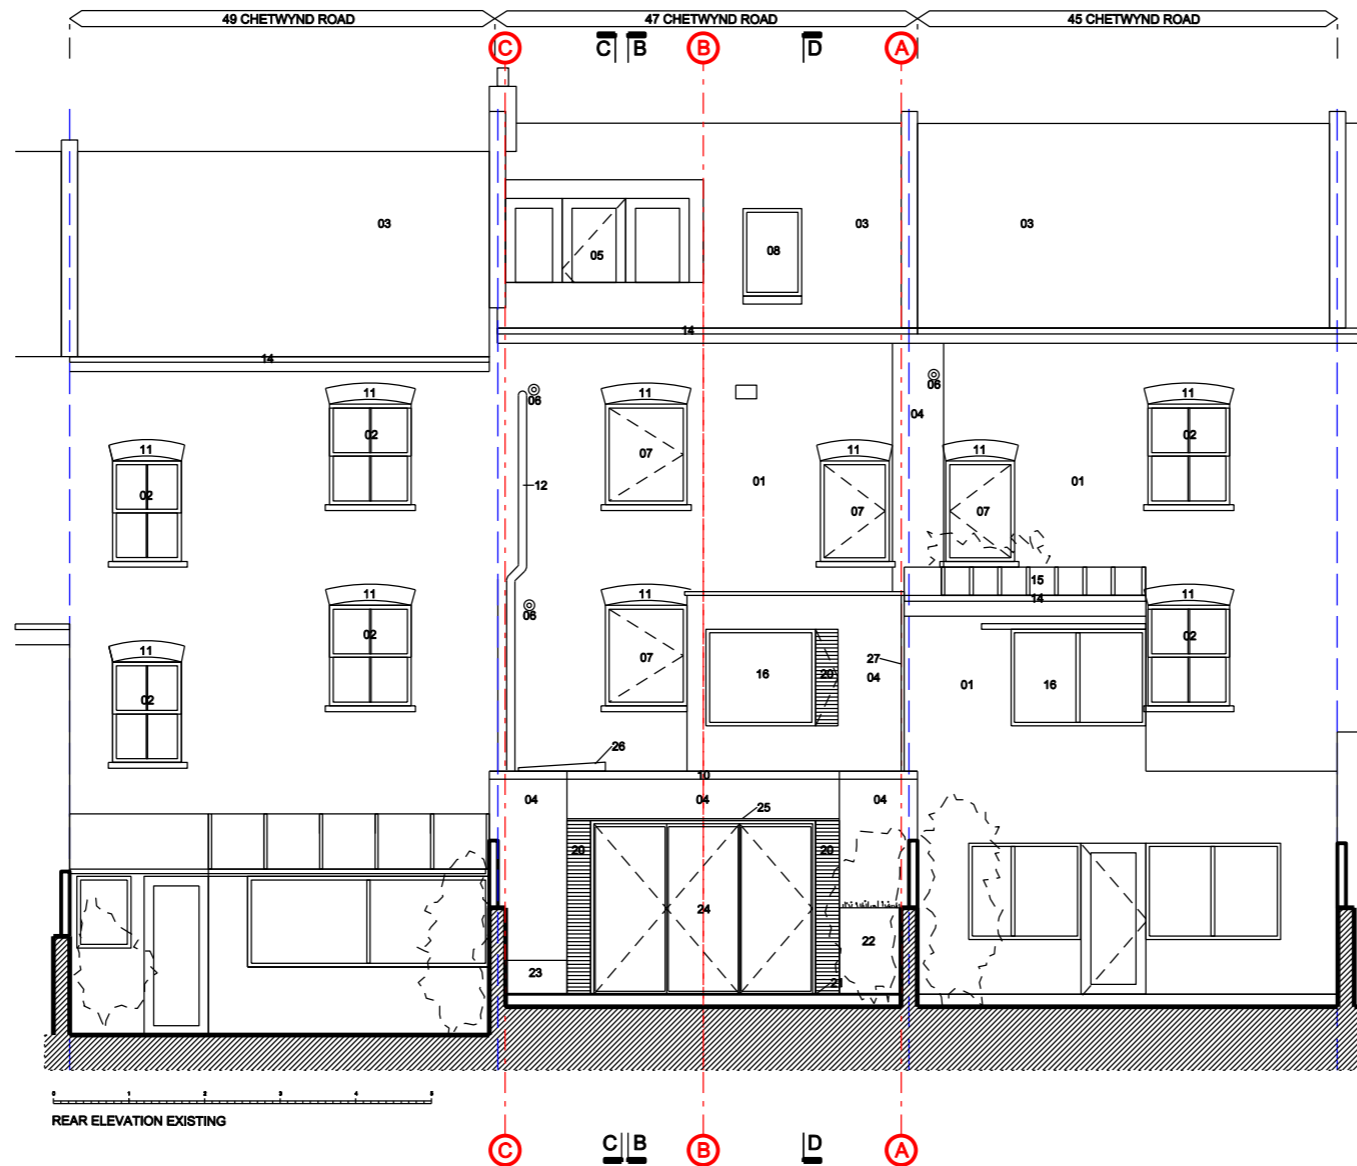 49 CHETWYND ROAD 47 CHETWYND ROAD 45 CHETWYND ROAD
C C B B D A
03 05 08 03 03
14
14
06 06
11 11 11
02 04 02
11 11 11
07
02 12 01 07 07 01
15
14
11 06 11 11
02 07 27 02
11 16 20 04 01 16
02
26
10
04 04 04
25
20 20
24
22
23 21
0 1 2 3 4 5
REAR ELEVATION EXISTING
C C B B D A